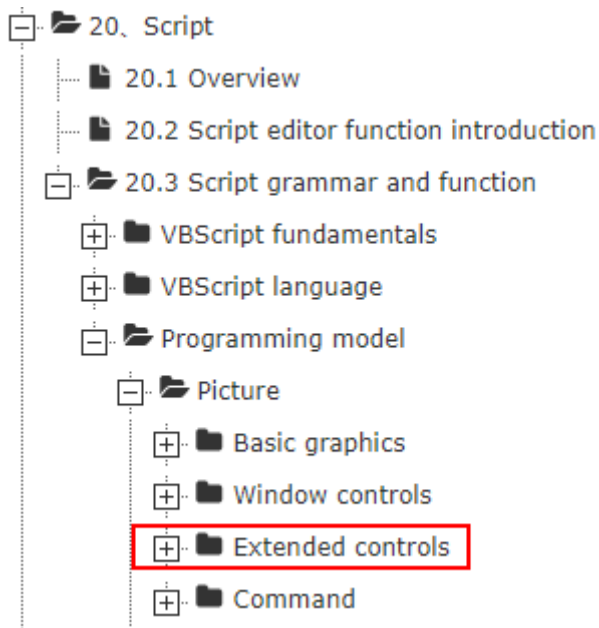 20、Script
20.1 Overview
20.2 Script editor function introduction
20.3 Script grammar and function
VBScript fundamentals
VBScript language
Programming model
Picture
Basic graphics
Window controls
Extended controls
Command